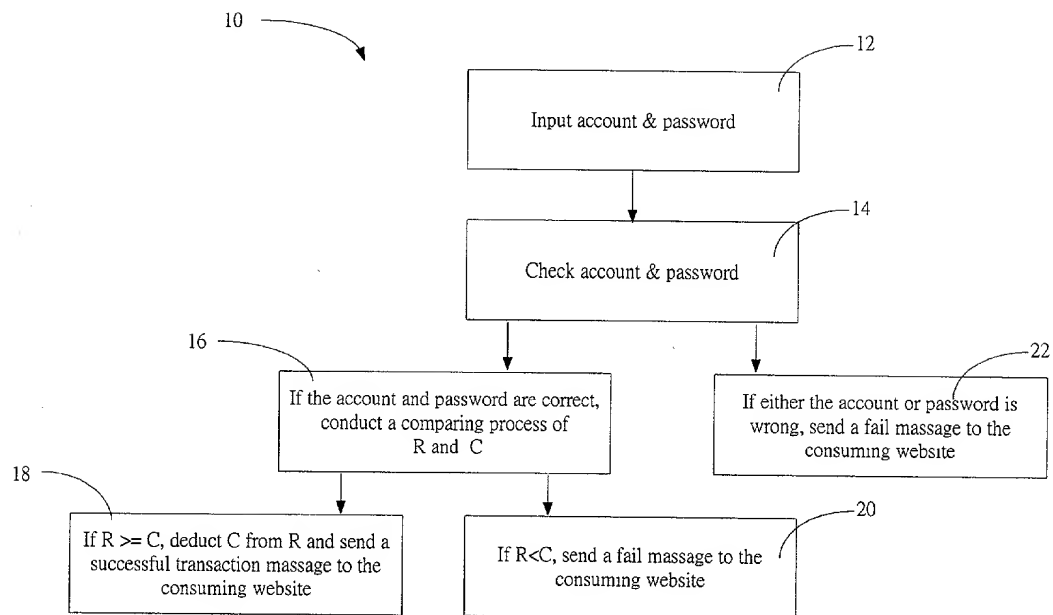 10
12
Input account & password
14
Check account & password
16
If the account and password are correct,
conduct a comparing process of
R and C
22
If either the account or password is
wrong, send a fail massage to the
consuming website
18
If R >= C, deduct C from R and send a
successful transaction massage to the
consuming website
20
If R<C, send a fail massage to the
consuming website